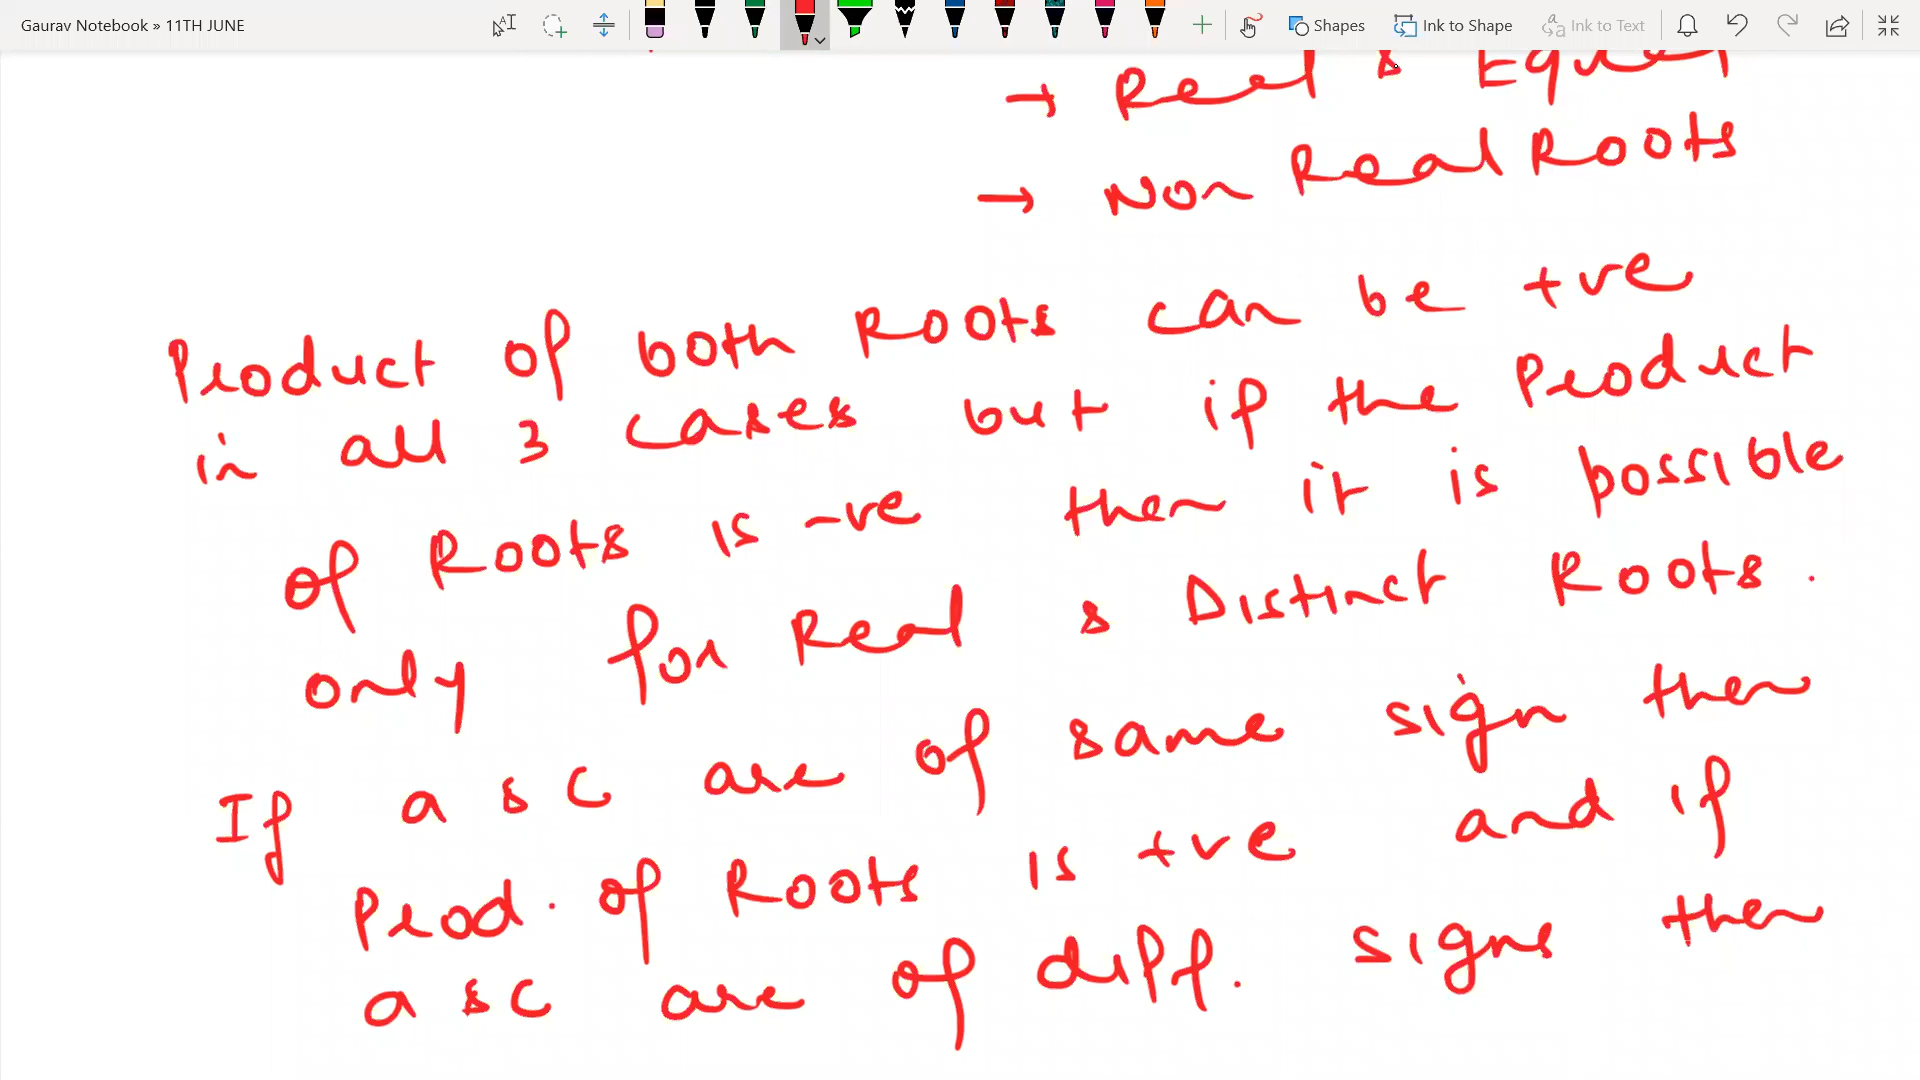 Gaurav Notebook » 11TH JUNE
Shapes
Ink to Shape
Ink to Text
→ Real & Equal
→ Non Real Roots
Product of both Roots can be +ve
in all 3 cases but if the Product
of Roots is -ve then it is possible
only for Real & Distinct Roots.
If a & c are of same sign then
Prod. of Roots is +ve and if
a & c are of diff. signs then